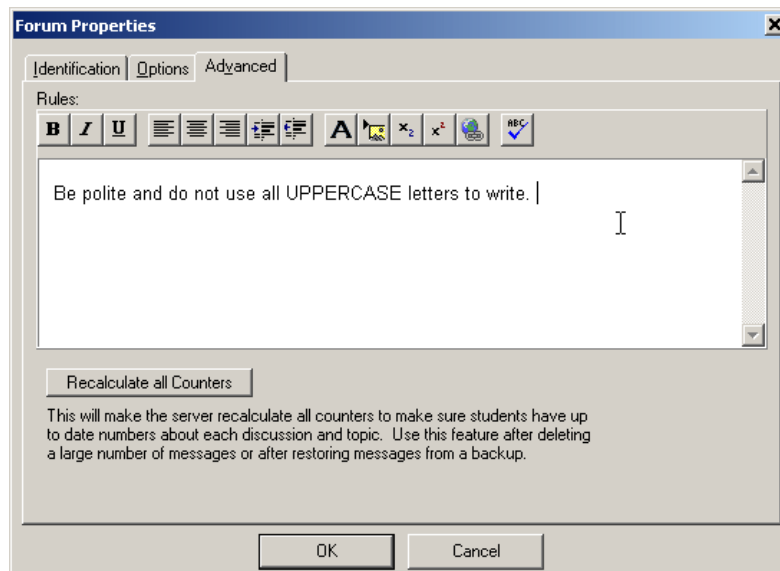 Forum Properties
Identification Options Advanced
Rules:
B I U A x₂ x² ABC
Be polite and do not use all UPPERCASE letters to write.
Recalculate all Counters
This will make the server recalculate all counters to make sure students have up
to date numbers about each discussion and topic. Use this feature after deleting
a large number of messages or after restoring messages from a backup.
OK Cancel